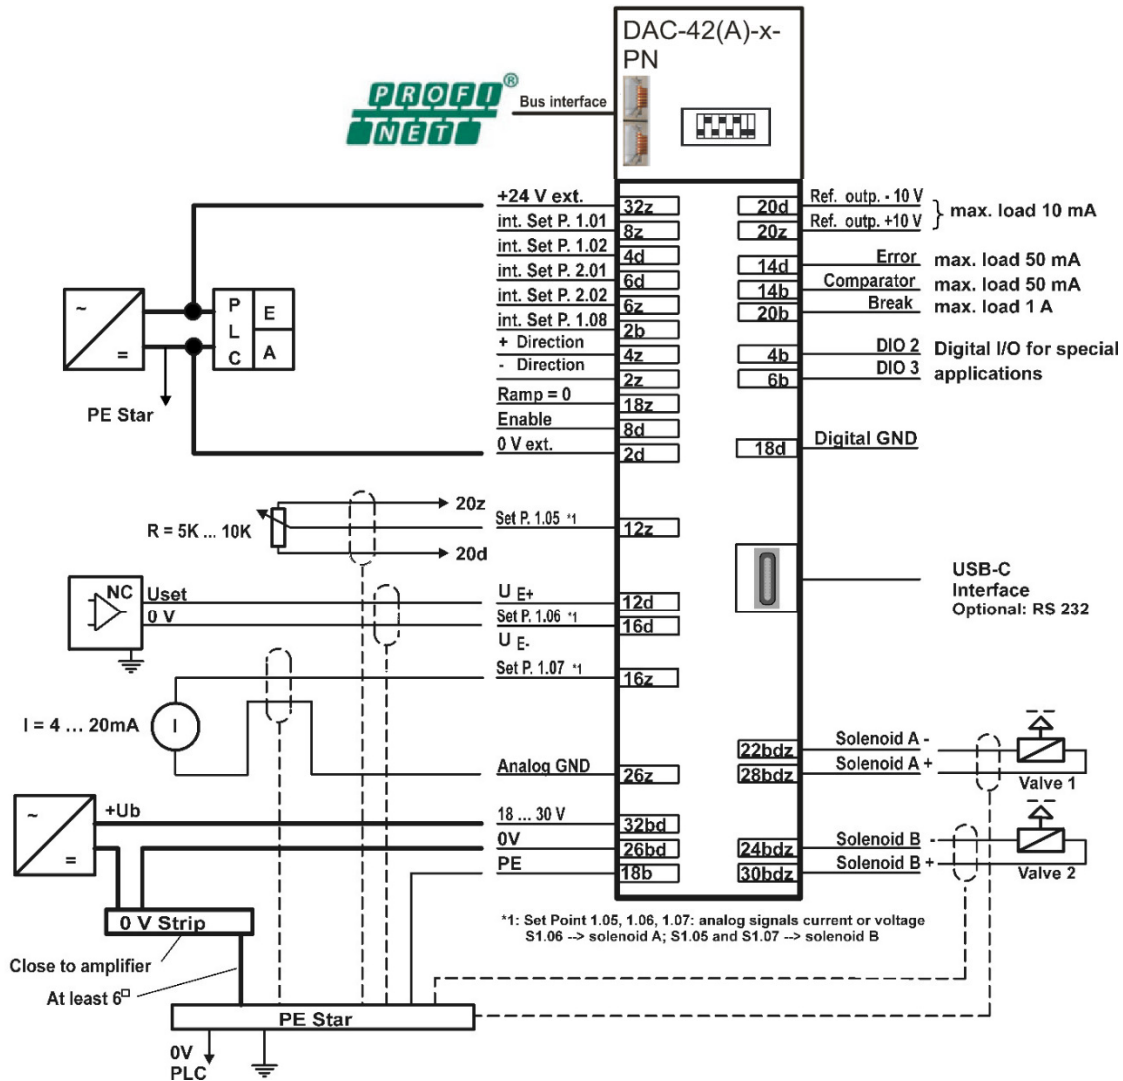 DAC-42(A)-x-
PN
PROFI®
NET
Bus interface
+24 V ext.
32z
int. Set P. 1.01
8z
int. Set P. 1.02
4d
int. Set P. 2.01
6d
int. Set P. 2.02
6z
int. Set P. 1.08
2b
+ Direction
4z
- Direction
2z
Ramp = 0
18z
Enable
8d
0 V ext.
2d
20d
Ref. outp. - 10 V
20z
Ref. outp. +10 V
} max. load 10 mA
14d
Error
max. load 50 mA
14b
Comparator
max. load 50 mA
20b
Break
max. load 1 A
4b
DIO 2
6b
DIO 3
Digital I/O for special
applications
18d
Digital GND
~
=
P
L
C
E
A
PE Star
R = 5K ... 10K
20z
20d
Set P. 1.05 *1
12z
NC
Uset
0 V
U E+
12d
Set P. 1.06 *1
16d
U E-
Set P. 1.07 *1
16z
I = 4 ... 20mA
I
Analog GND
26z
USB-C
Interface
Optional: RS 232
22bdz
Solenoid A -
28bdz
Solenoid A +
Valve 1
24bdz
Solenoid B -
30bdz
Solenoid B +
Valve 2
~
=
+Ub
18 ... 30 V
32bd
0V
26bd
PE
18b
0 V Strip
Close to amplifier
At least 6□
*1: Set Point 1.05, 1.06, 1.07: analog signals current or voltage
S1.06 --> solenoid A; S1.05 and S1.07 --> solenoid B
PE Star
0V
PLC